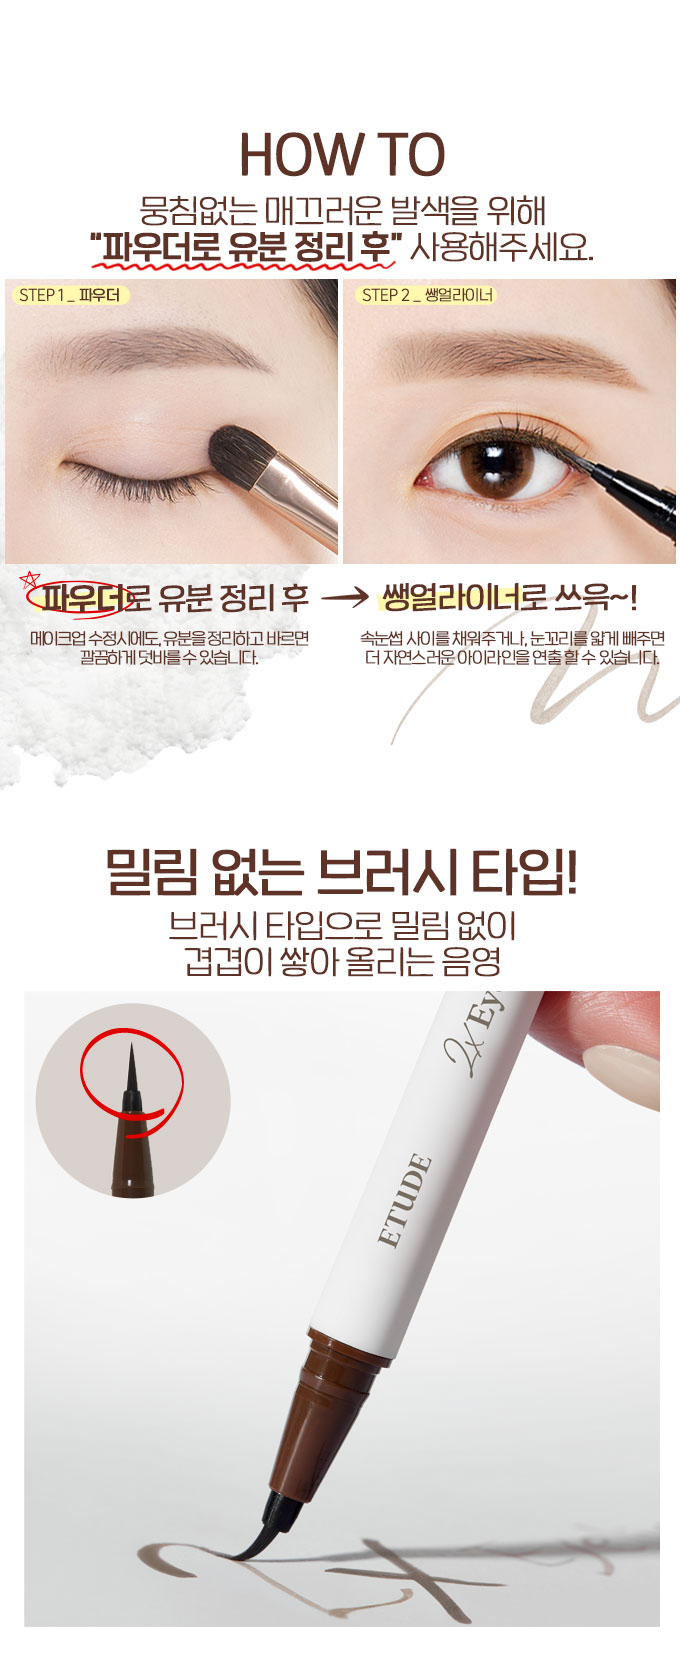 HOW TO
뭉침없는 매끄러운 발색을 위해
"파우더로 유분 정리 후" 사용해주세요.
STEP 1 _ 파우더
STEP 2 _ 쌩얼라이너
파우더로 유분 정리 후
쌩얼라이너로 쓰윽~!
메이크업 수정시에도, 유분을 정리하고 바르면
깔끔하게 덧바를 수 있습니다.
속눈썹 사이를 채워주거나, 눈꼬리를 얇게 빼주면
더 자연스러운 아이라인을 연출 할 수 있습니다.
밀림 없는 브러시 타입!
브러시 타입으로 밀림 없이
겹겹이 쌓아 올리는 음영
2x Ey
ETUDE